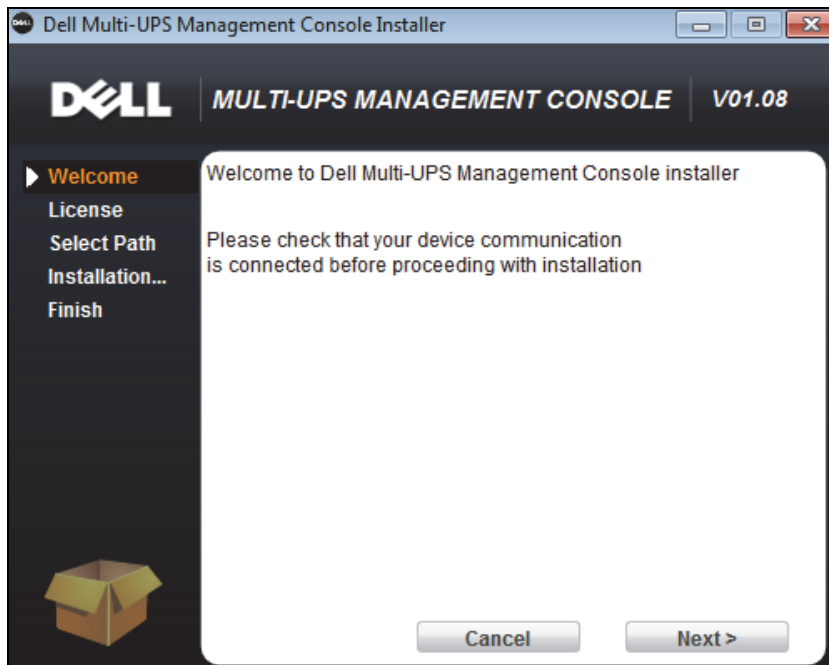 Dell Multi-UPS Management Console Installer
DELL
MULTI-UPS MANAGEMENT CONSOLE
V01.08
Welcome
License
Select Path
Installation...
Finish
Welcome to Dell Multi-UPS Management Console installer
Please check that your device communication
is connected before proceeding with installation
Cancel
Next >